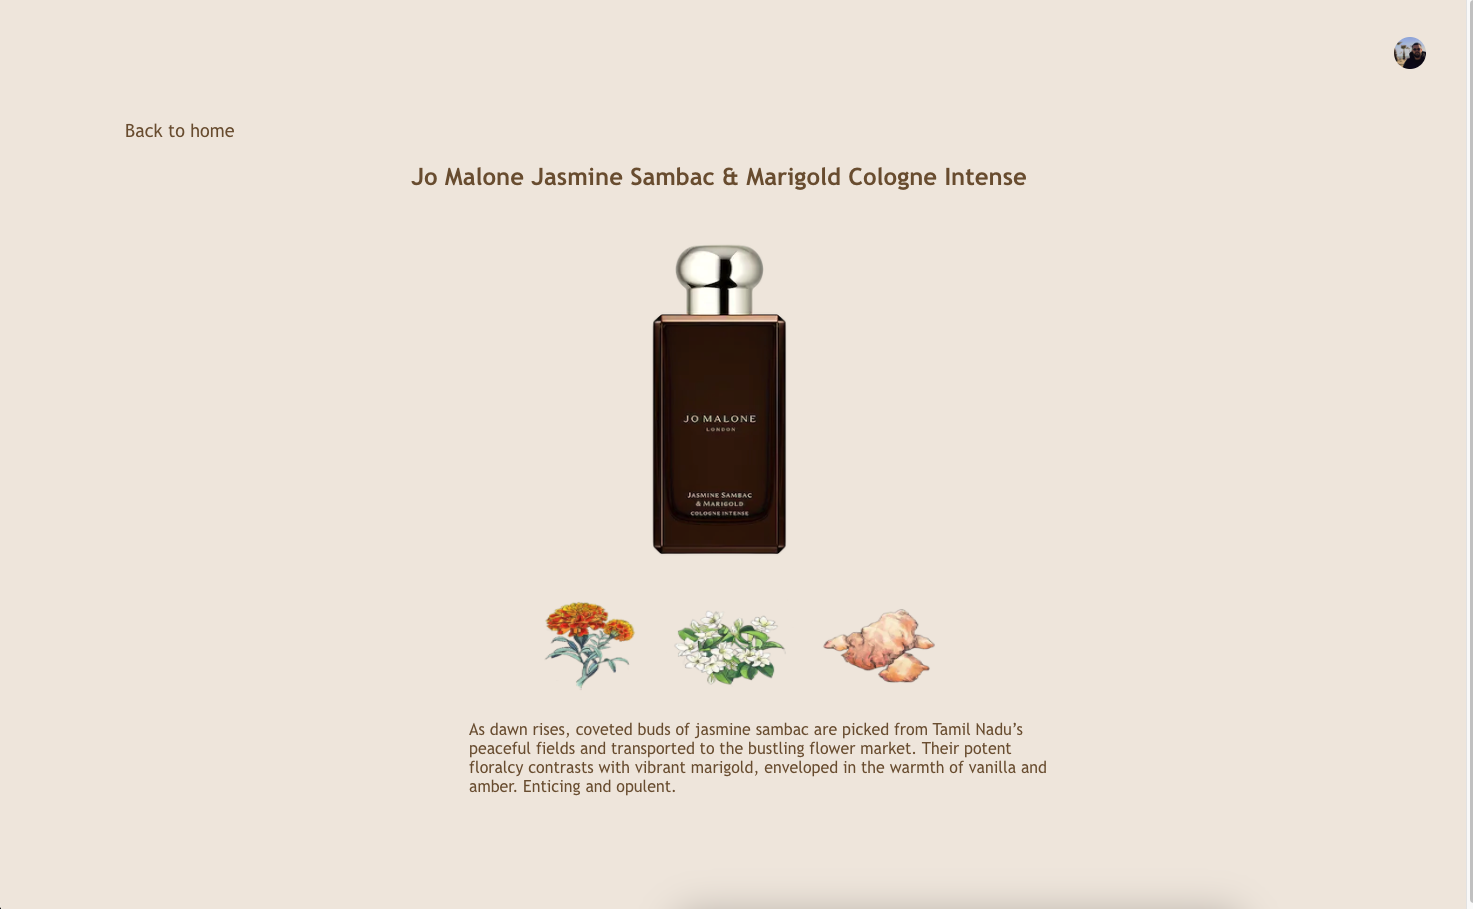 Back to home
Jo Malone Jasmine Sambac & Marigold Cologne Intense
JO MALONE
LONDON
JASMINE SAMBAC
& MARIGOLD
COLOGNE INTENSE
As dawn rises, coveted buds of jasmine sambac are picked from Tamil Nadu’s
peaceful fields and transported to the bustling flower market. Their potent
floralcy contrasts with vibrant marigold, enveloped in the warmth of vanilla and
amber. Enticing and opulent.